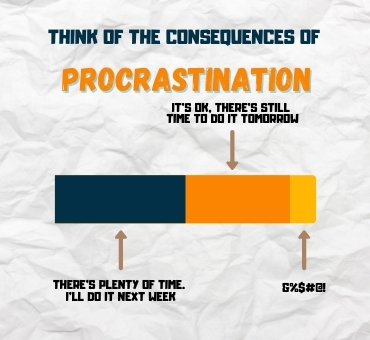 THINK OF THE CONSEQUENCES OF
PROCRASTINATION
IT'S OK, THERE'S STILL
TIME TO DO IT TOMORROW
THERE'S PLENTY OF TIME.
I'LL DO IT NEXT WEEK
G%$#@!